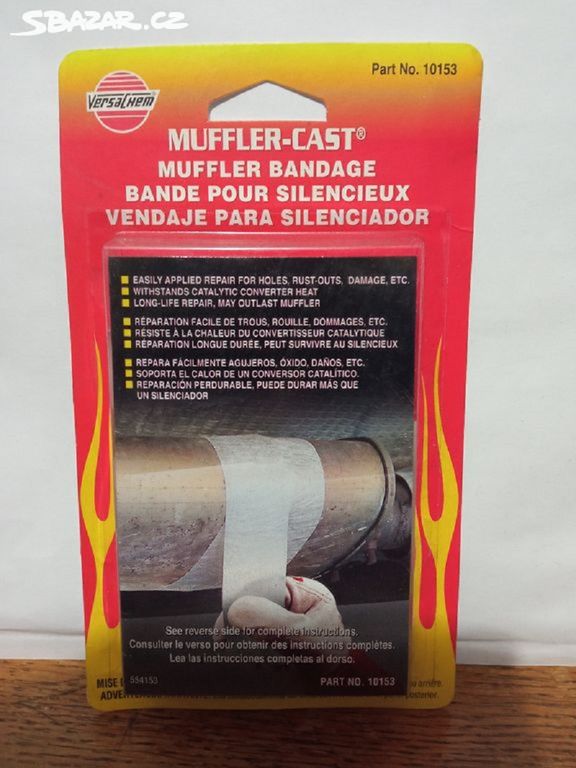 SBAZAR.CZ
Part No. 10153
VERSACHEM
MUFFLER-CAST®
MUFFLER BANDAGE
BANDE POUR SILENCIEUX
VENDAJE PARA SILENCIADOR
EASILY APPLIED REPAIR FOR HOLES, RUST-OUTS, DAMAGE, ETC.
WITHSTANDS CATALYTIC CONVERTER HEAT
LONG-LIFE REPAIR, MAY OUTLAST MUFFLER
RÉPARATION FACILE DE TROUS, ROUILLE, DOMMAGES, ETC.
RÉSISTE À LA CHALEUR DU CONVERTISSEUR CATALYTIQUE
RÉPARATION LONGUE DURÉE, PEUT SURVIVRE AU SILENCIEUX
REPARA FÁCILMENTE AGUJEROS, ÓXIDO, DAÑOS, ETC.
SOPORTA EL CALOR DE UN CONVERSOR CATALÍTICO.
REPARACIÓN PERDURABLE, PUEDE DURAR MÁS QUE
UN SILENCIADOR
See reverse side for complete instructions.
Consulter le verso pour obtenir des instructions complètes.
Lea las instrucciones completas al dorso.
554153 PART NO. 10153
MISE arrière.